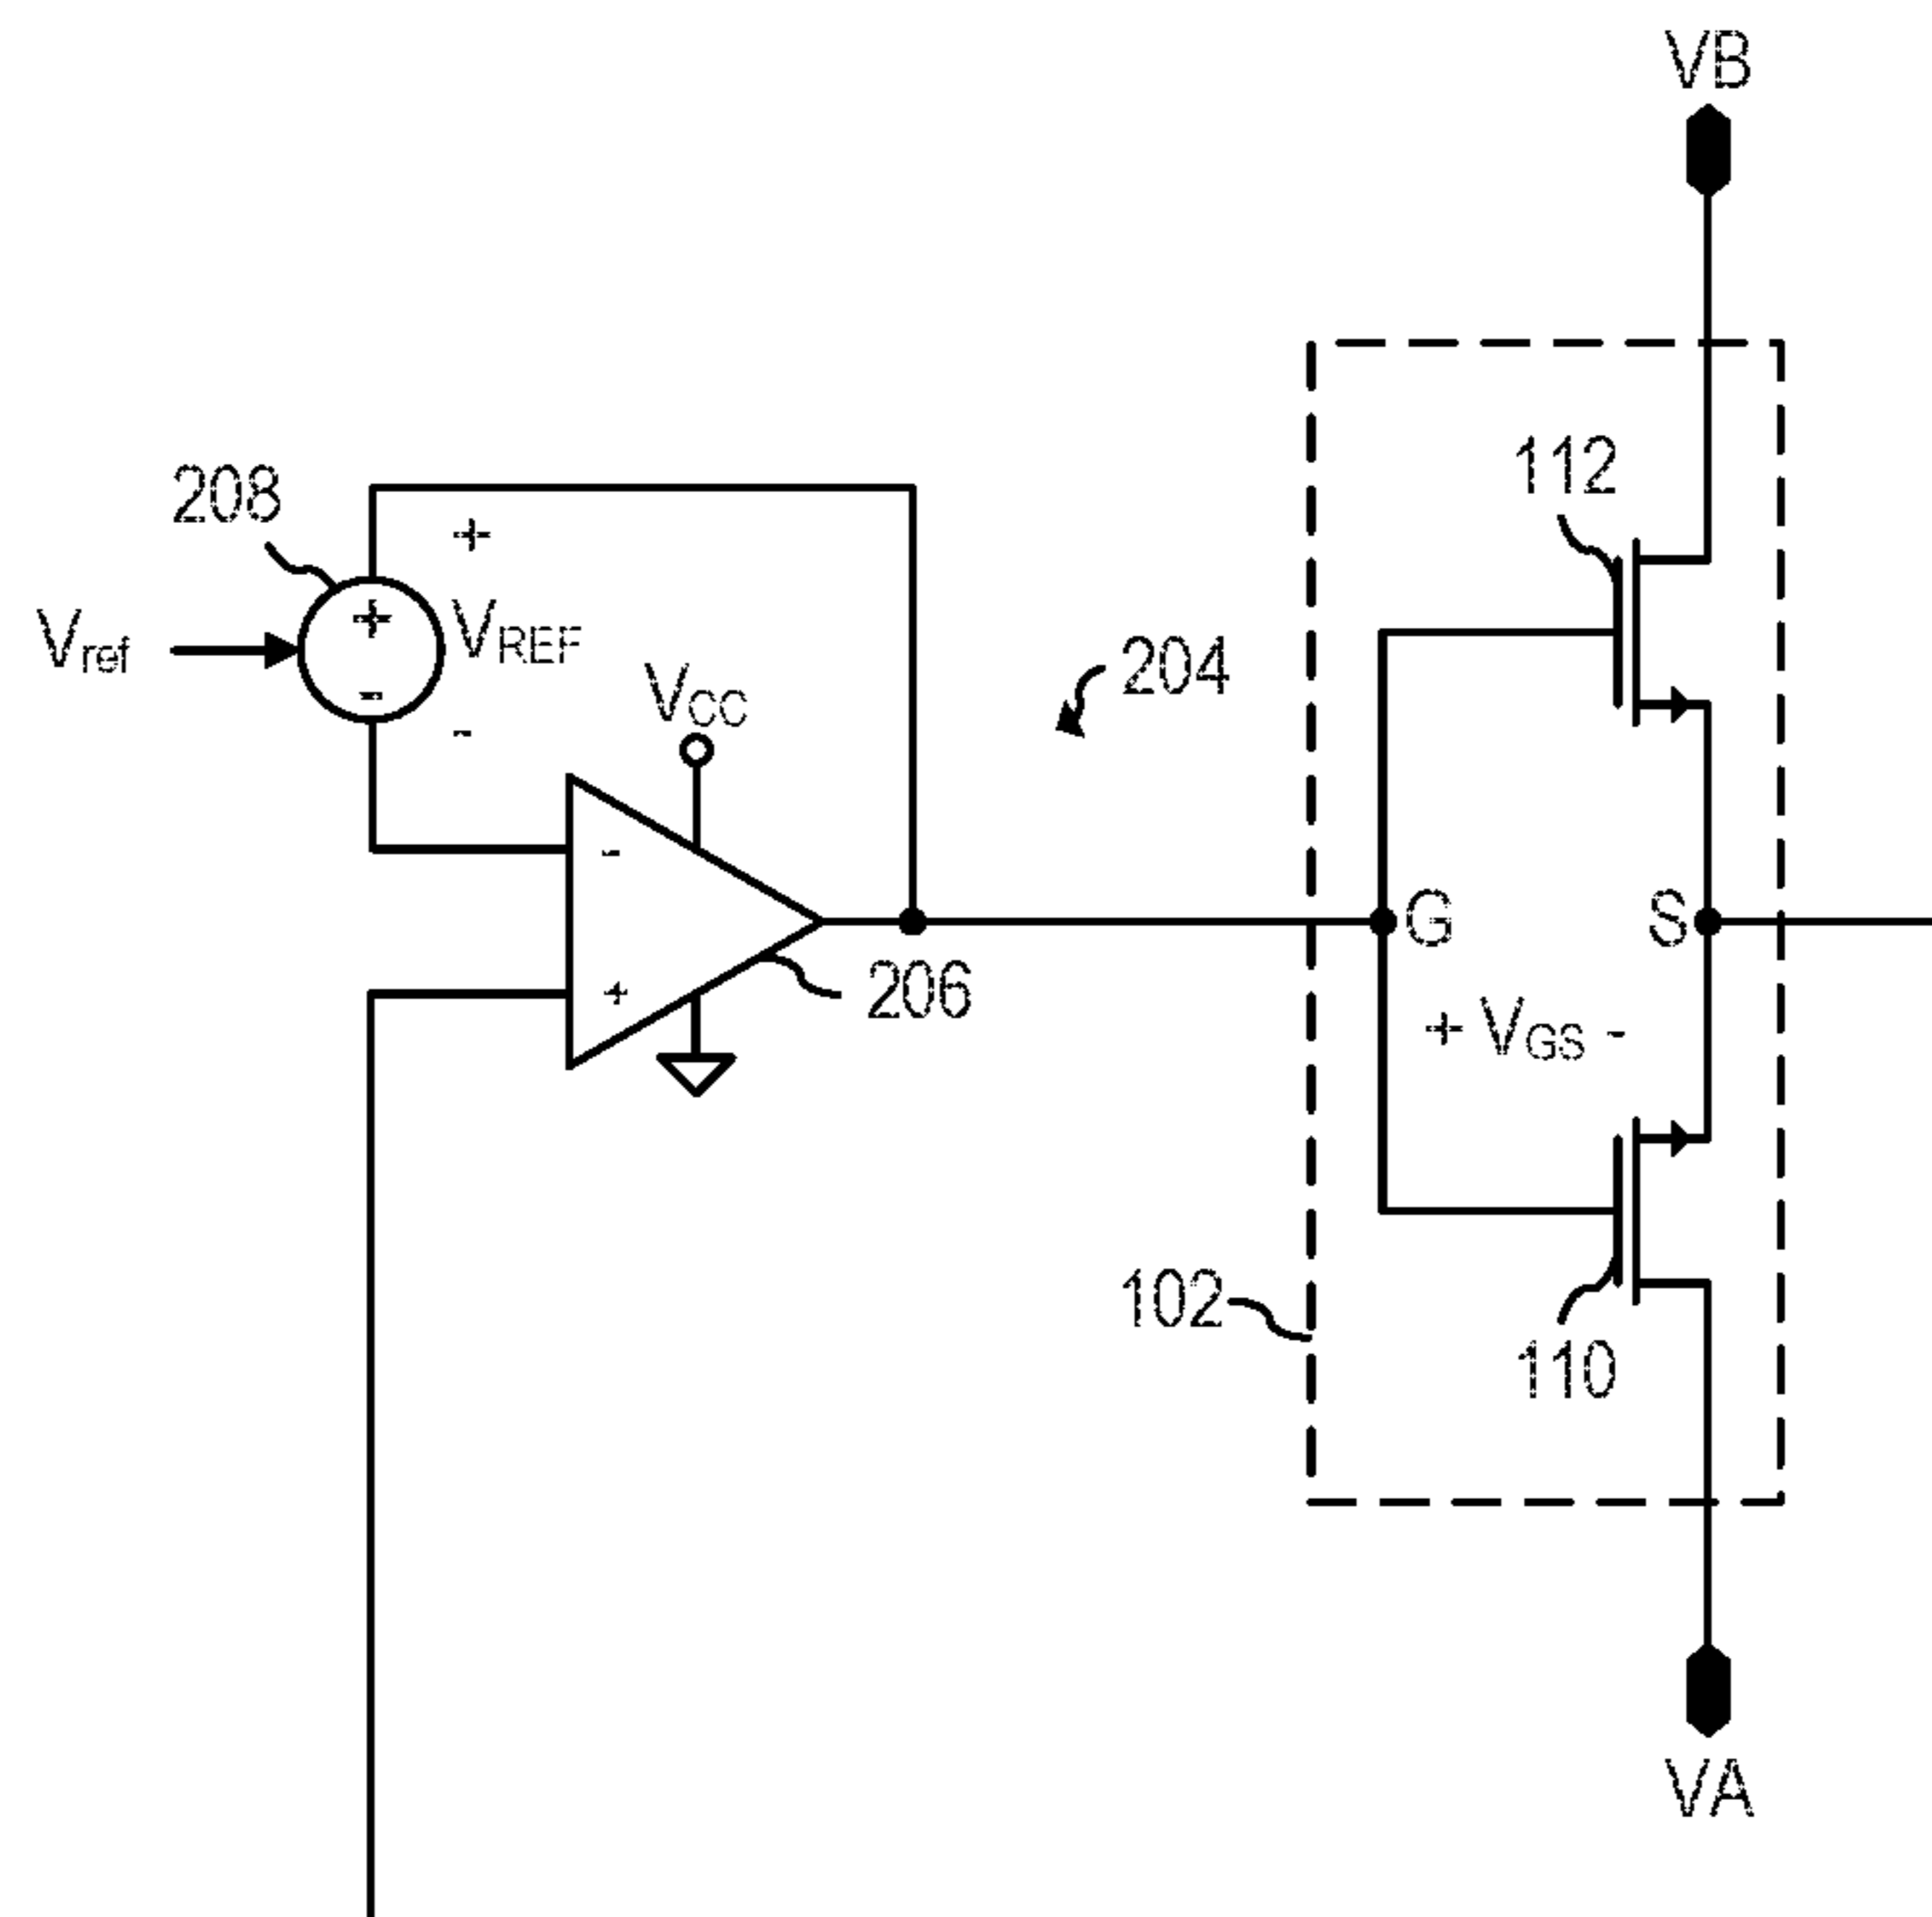 VB
112
208
+
Vref
+
-
VREF
-
VCC
204
-
+
206
G
S
+ VGS -
102
110
VA